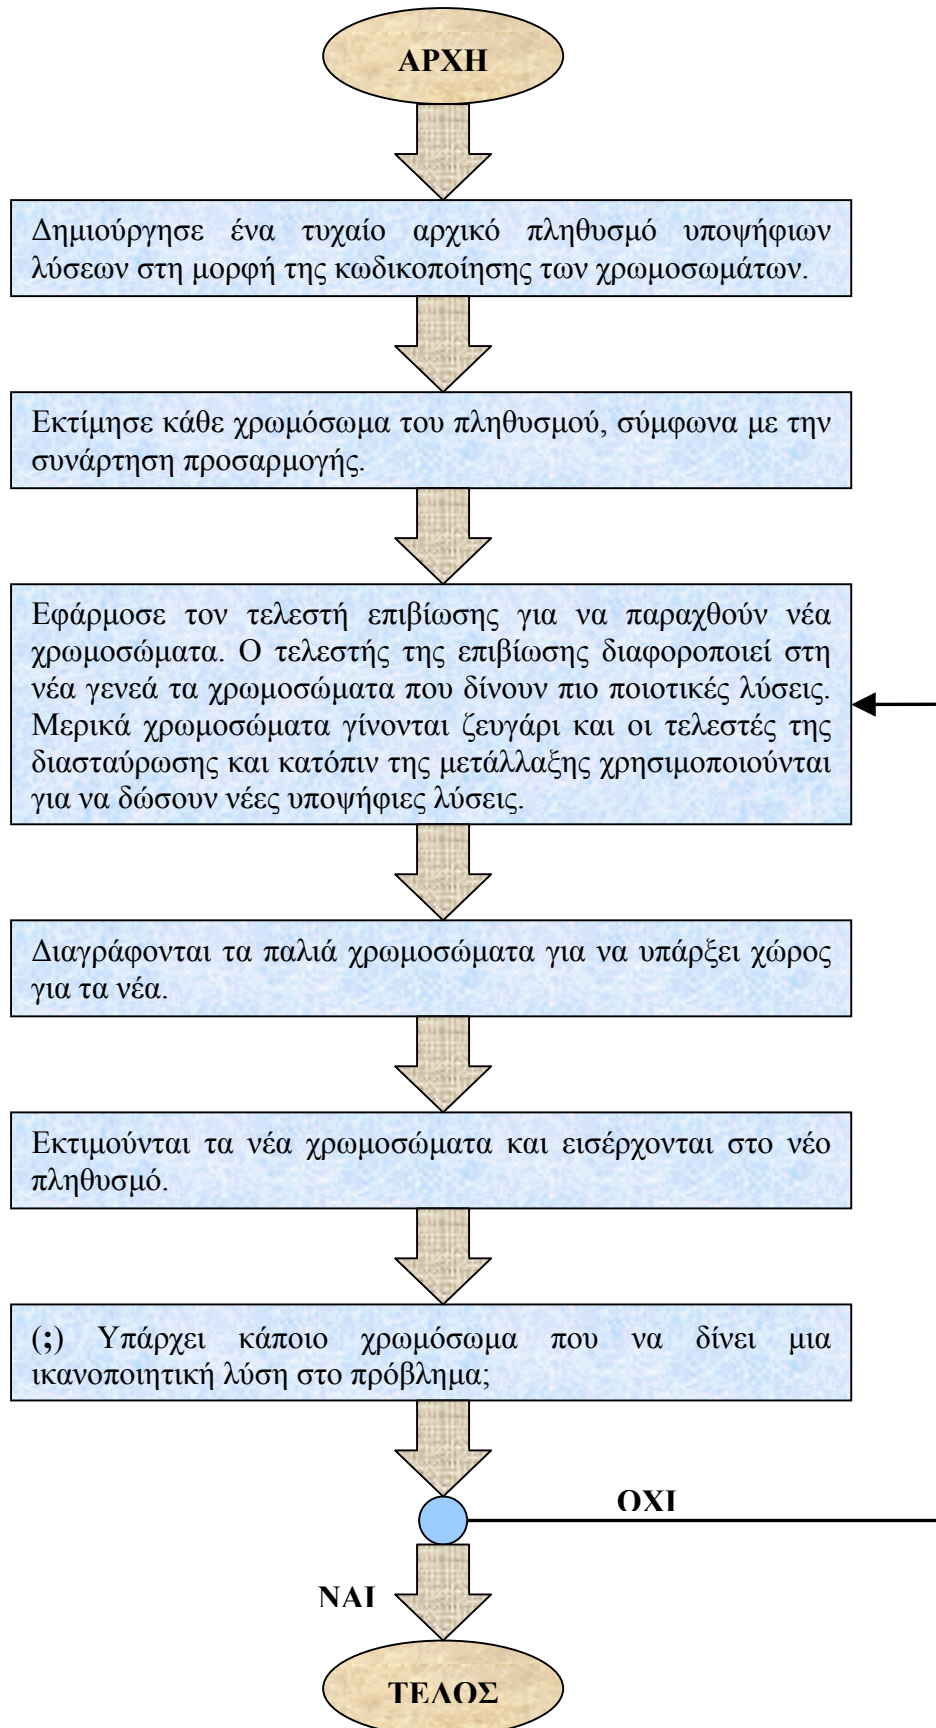 ΑΡΧΗ
Δημιούργησε ένα τυχαίο αρχικό πληθυσμό υποψήφιων
λύσεων στη μορφή της κωδικοποίησης των χρωμοσωμάτων.
Εκτίμησε κάθε χρωμόσωμα του πληθυσμού, σύμφωνα με την
συνάρτηση προσαρμογής.
Εφάρμοσε τον τελεστή επιβίωσης για να παραχθούν νέα
χρωμοσώματα. Ο τελεστής της επιβίωσης διαφοροποιεί στη
νέα γενεά τα χρωμοσώματα που δίνουν πιο ποιοτικές λύσεις.
Μερικά χρωμοσώματα γίνονται ζευγάρι και οι τελεστές της
διασταύρωσης και κατόπιν της μετάλλαξης χρησιμοποιούνται
για να δώσουν νέες υποψήφιες λύσεις.
Διαγράφονται τα παλιά χρωμοσώματα για να υπάρξει χώρος
για τα νέα.
Εκτιμούνται τα νέα χρωμοσώματα και εισέρχονται στο νέο
πληθυσμό.
(;) Υπάρχει κάποιο χρωμόσωμα που να δίνει μια
ικανοποιητική λύση στο πρόβλημα;
ΟΧΙ
ΝΑΙ
ΤΕΛΟΣ